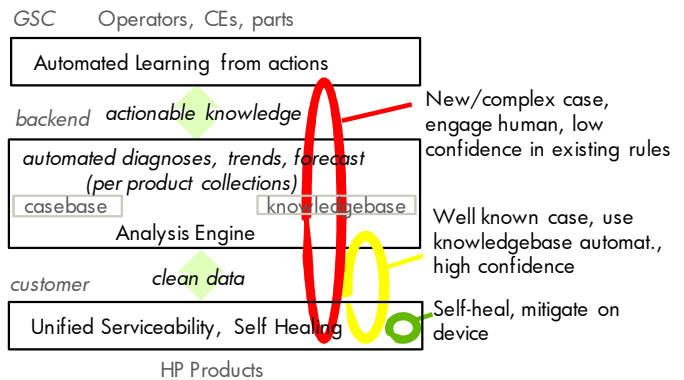 GSC Operators, CEs, parts
Automated Learning from actions
backend actionable knowledge
New/complex case,
engage human, low
confidence in existing rules
automated diagnoses, trends, forecast
(per product collections)
casebase knowledgebase
Analysis Engine
Well known case, use
knowledgebase automat.,
high confidence
customer clean data
Unified Serviceability, Self Healing
Self-heal, mitigate on
device
HP Products